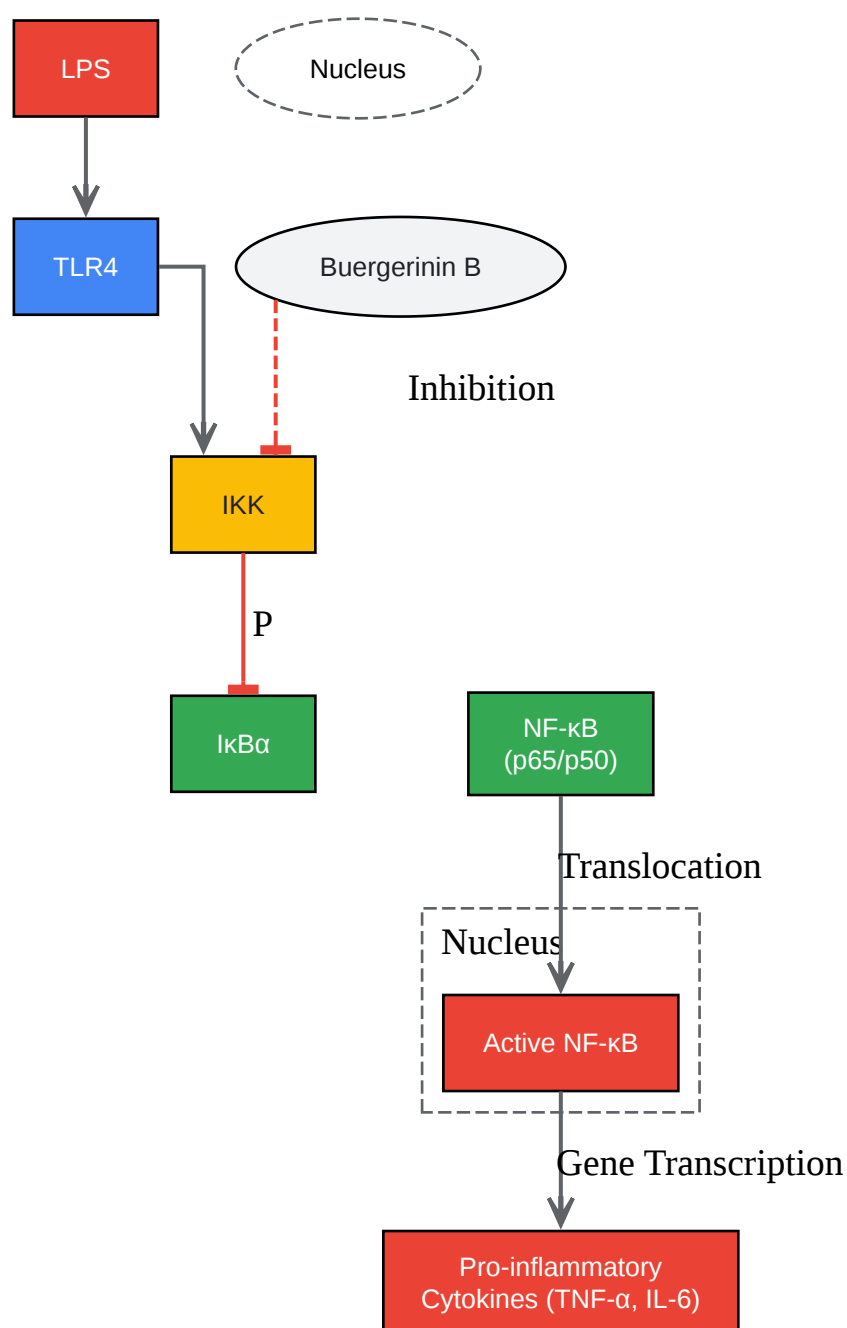 LPS
Nucleus
TLR4
Buergerinin B
Inhibition
IKK
P
IκBα
NF-κB
(p65/p50)
Translocation
Nucleus
Active NF-κB
Gene Transcription
Pro-inflammatory
Cytokines (TNF-α, IL-6)